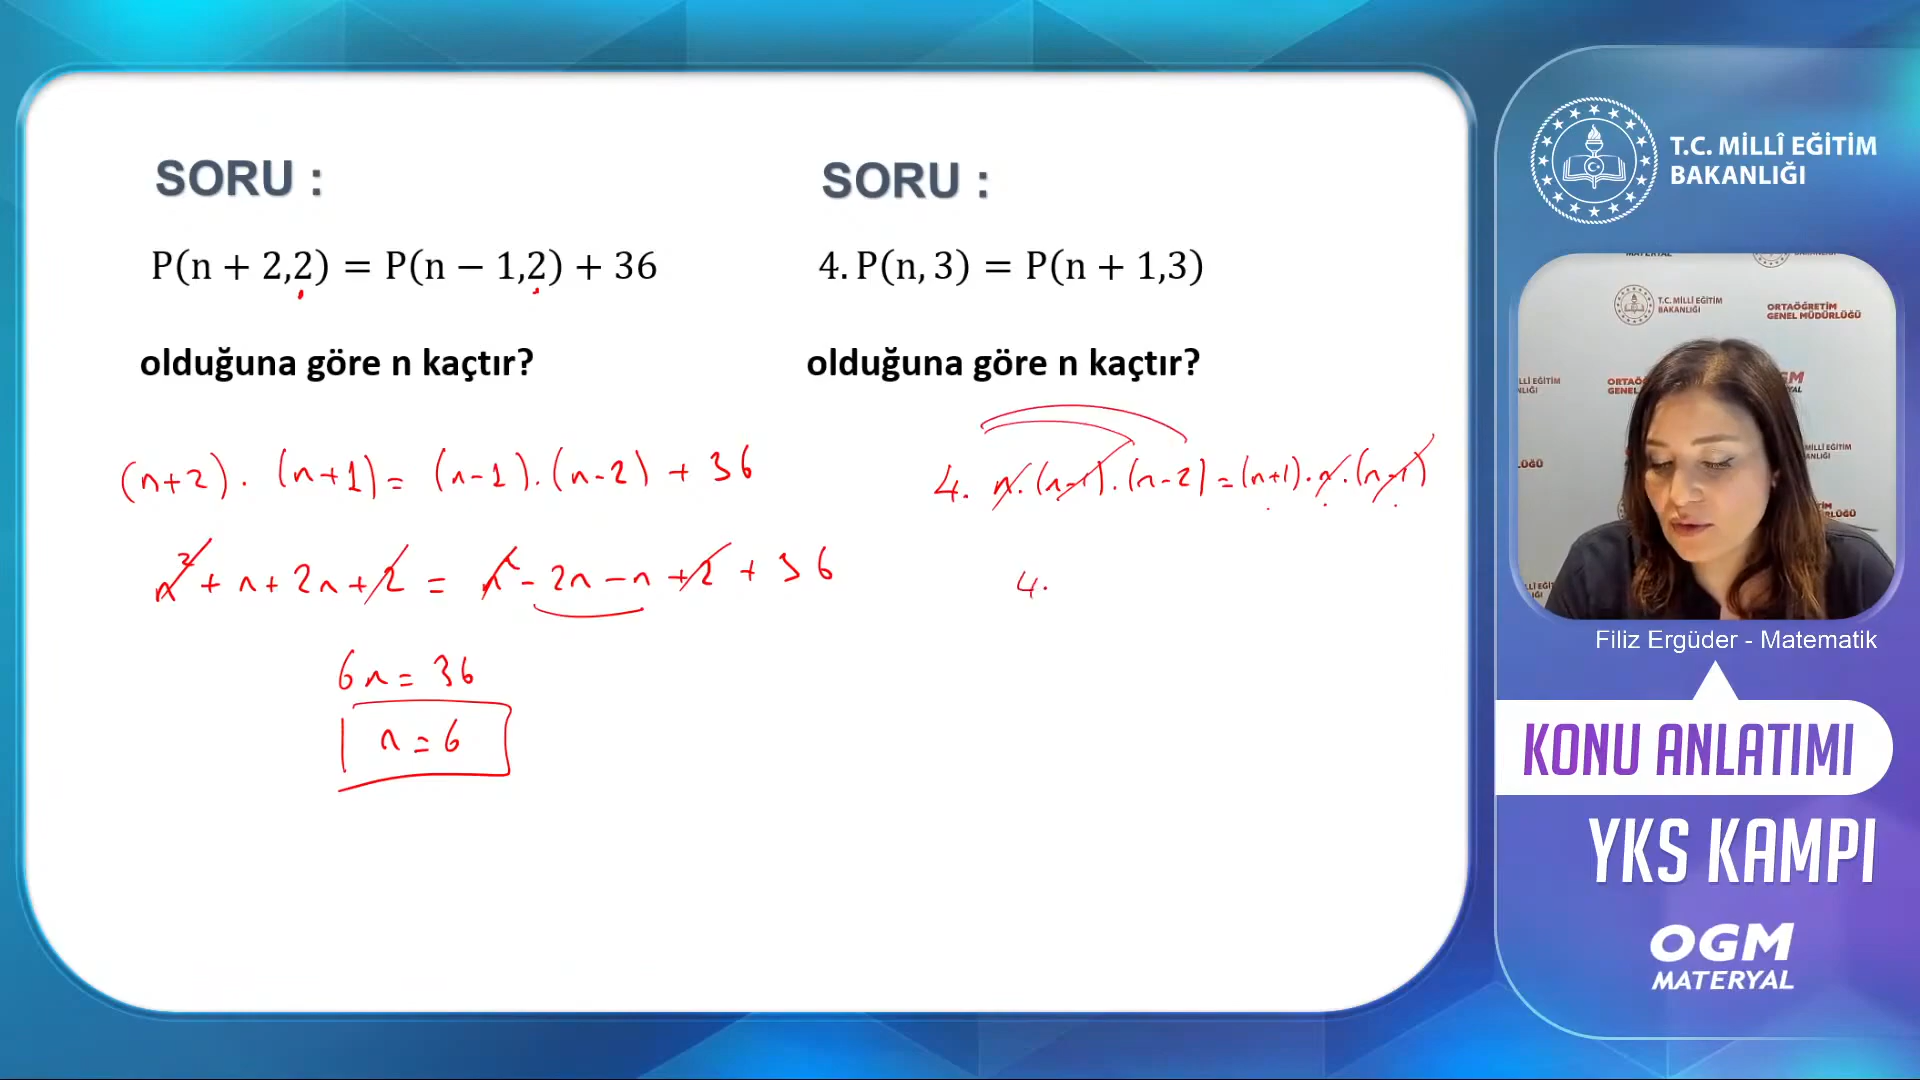 SORU :
P(n + 2,2) = P(n − 1,2) + 36
olduğuna göre n kaçtır?
(n+2) . (n+1) = (n-1) . (n-2) + 36
n² + n + 2n + 2 = n² - 2n - n + 2 + 36
6n = 36
n = 6
SORU :
4. P(n, 3) = P(n + 1,3)
olduğuna göre n kaçtır?
4. n . (n-1) . (n-2) = (n+1) . n . (n-1)
4.
T.C. MİLLÎ EĞİTİM
BAKANLIĞI
T.C. MİLLÎ EĞİTİM
BAKANLIĞI
ORTAÖĞRETİM
GENEL MÜDÜRLÜĞÜ
Filiz Ergüder - Matematik
KONU ANLATIMI
YKS KAMPI
OGM
MATERYAL